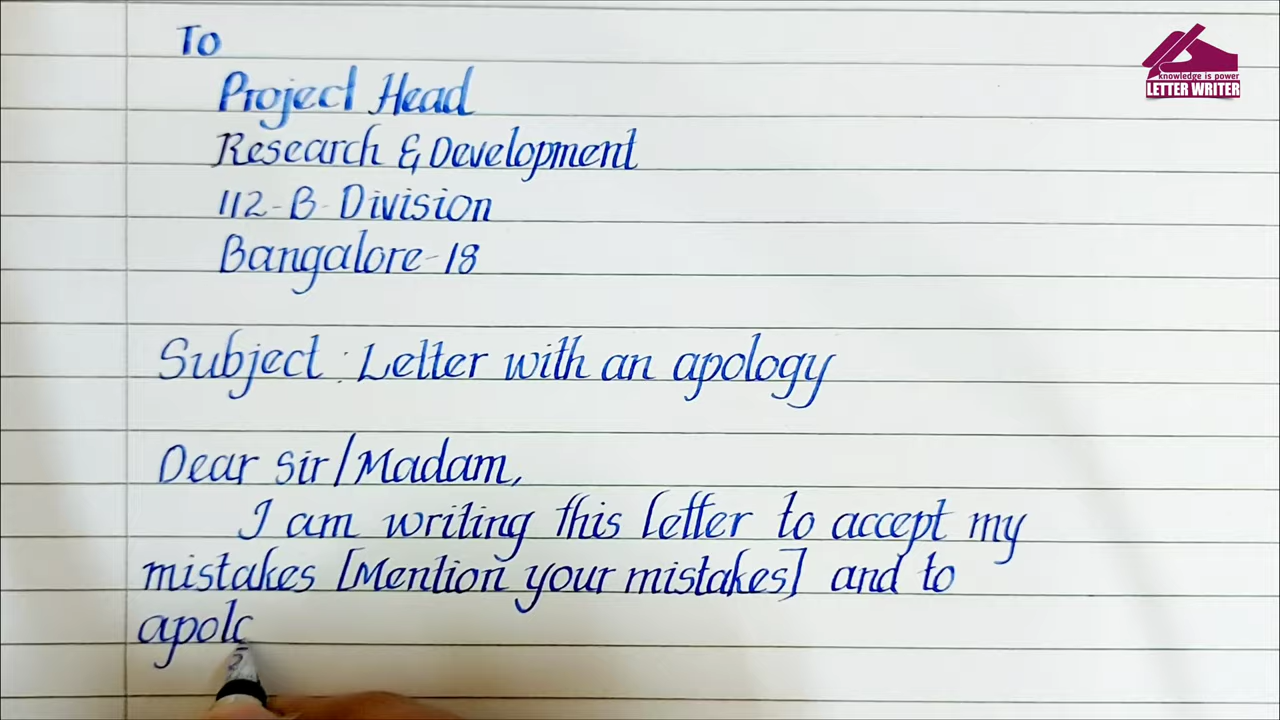 To
Project Head
Research & Development
112-B-Division
Bangalore-18
Subject : Letter with an apology
Dear Sir/Madam,
I am writing this letter to accept my
mistakes [Mention your mistakes] and to
apolo
knowledge is power
LETTER WRITER